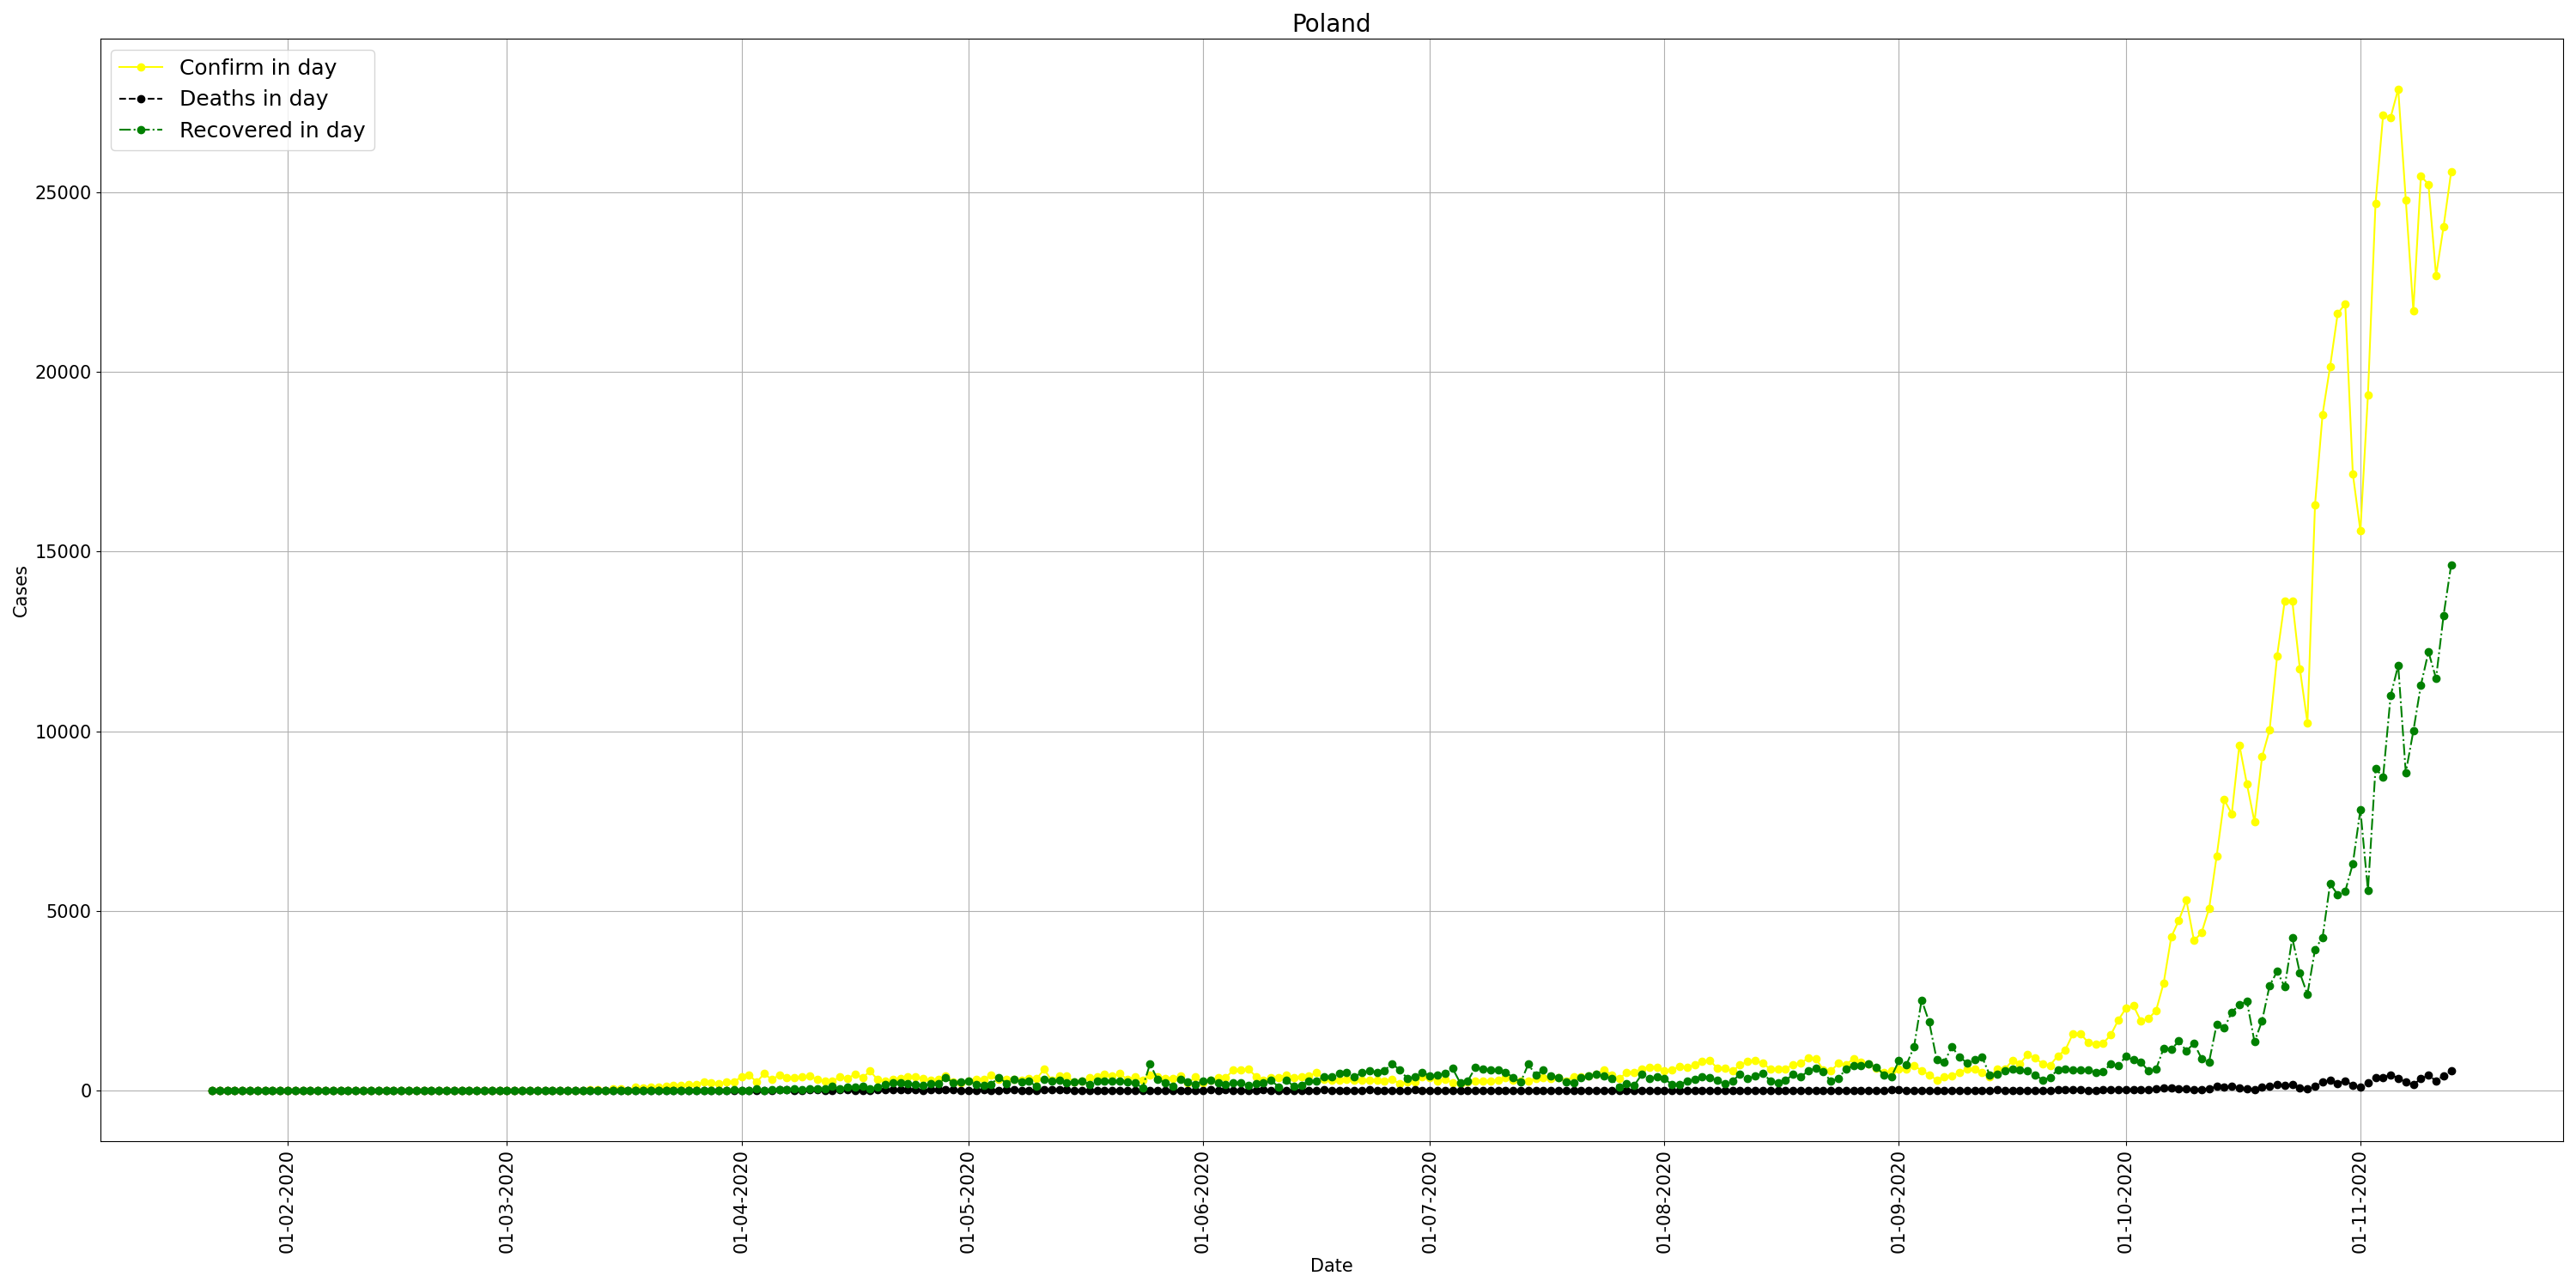 Poland
Confirm in day
Deaths in day
Recovered in day
25000
20000
15000
10000
5000
0
Cases
01-02-2020
01-03-2020
01-04-2020
01-05-2020
01-06-2020
01-07-2020
01-08-2020
01-09-2020
01-10-2020
01-11-2020
Date